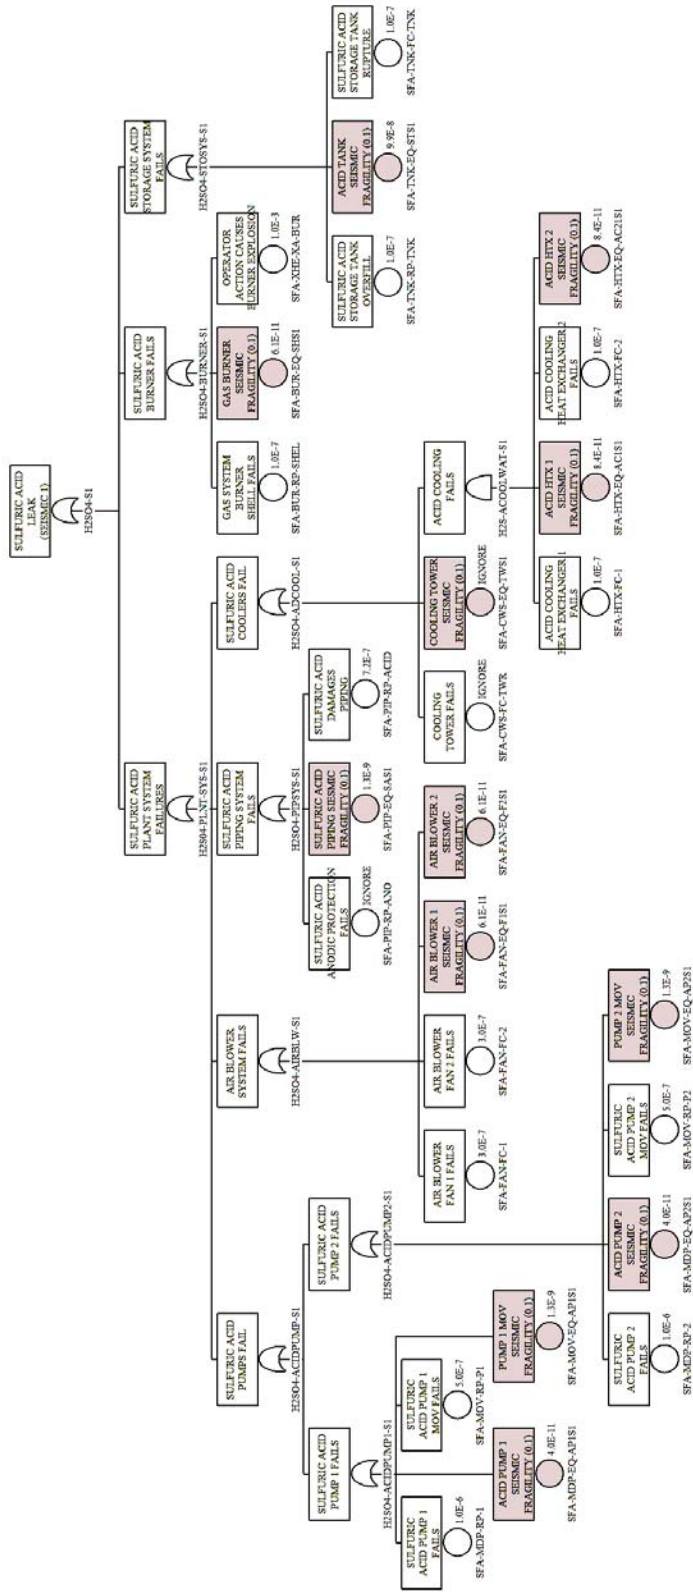 SULFURIC ACID
LEAK
(SEISMIC 1)
H2SO4-S1
SULFURIC ACID
PLANT SYSTEM
FAILURES
H2S04-PLNT-SYS-S1
SULFURIC ACID
BURNER FAILS
H2SO4-BURNER-S1
SULFURIC ACID
STORAGE SYSTEM
FAILS
H2SO4-STOSYS-S1
SULFURIC ACID
PUMPS FAIL
H2SO4-ACIDPUMP-S1
AIR BLOWER
SYSTEM FAILS
H2SO4-AIRBLW-S1
SULFURIC ACID
PIPING SYSTEM
FAILS
H2SO4-PIPSYS-S1
SULFURIC ACID
COOLERS FAIL
H2SO4-ADCOOL-S1
GAS SYSTEM
BURNER
SHELL FAILS
1.0E-7
SFA-BUR-RP-SHEL
GAS BURNER
SEISMIC
FRAGILITY (0.1)
6.1E-11
SFA-BUR-EQ-SHS1
OPERATOR
ACTION CAUSES
BURNER EXPLOSION
1.0E-3
SFA-XHE-XA-BUR
SULFURIC ACID
PUMP 1 FAILS
H2SO4-ACIDPUMP1-S1
SULFURIC ACID
PUMP 2 FAILS
H2SO4-ACIDPUMP2-S1
SULFURIC ACID
ANODIC PROTECTION
FAILS
IGNORE
SFA-PIP-RP-ANO
SULFURIC ACID
PIPING SIESMIC
FRAGILITY (0.1)
1.3E-9
SFA-PIP-EQ-SAS1
SULFURIC ACID
DAMAGES
PIPING
7.2E-7
SFA-PIP-RP-ACID
SULFURIC ACID
STORAGE TANK
OVERFILL
1.0E-7
SFA-TNK-RP-TNK
ACID TANK
SEISMIC
FRAGILITY (0.1)
9.9E-8
SFA-TNK-EQ-STS1
SULFURIC ACID
STORAGE TANK
RUPTURE
1.0E-7
SFA-TNK-FC-TNK
SULFURIC
ACID PUMP 1
FAILS
1.0E-6
SFA-MDP-RP-1
SULFURIC
ACID PUMP 1
MOV FAILS
5.0E-7
SFA-MOV-RP-P1
AIR BLOWER
FAN 1 FAILS
3.0E-7
SFA-FAN-FC-1
AIR BLOWER
FAN 2 FAILS
3.0E-7
SFA-FAN-FC-2
AIR BLOWER 1
SEISMIC
FRAGILITY (0.1)
6.1E-11
SFA-FAN-EQ-F1S1
AIR BLOWER 2
SEISMIC
FRAGILITY (0.1)
6.1E-11
SFA-FAN-EQ-F2S1
COOLING
TOWER FAILS
IGNORE
SFA-CWS-FC-TWR
COOLING TOWER
SEISMIC
FRAGILITY (0.1)
IGNORE
SFA-CWS-EQ-TWS1
ACID COOLING
FAILS
H2S-ACOOLWAT-S1
ACID PUMP 1
SEISMIC
FRAGILITY (0.1)
4.0E-11
SFA-MDP-EQ-AP1S1
PUMP 1 MOV
SEISMIC
FRAGILITY (0.1)
1.3E-9
SFA-MOV-EQ-AP1S1
ACID COOLING
HEAT EXCHANGER 1
FAILS
1.0E-7
SFA-HTX-FC-1
ACID HTX 1
SEISMIC
FRAGILITY (0.1)
8.4E-11
SFA-HTX-EQ-AC1S1
ACID COOLING
HEAT EXCHANGER 2
FAILS
1.0E-7
SFA-HTX-FC-2
ACID HTX 2
SEISMIC
FRAGILITY (0.1)
8.4E-11
SFA-HTX-EQ-AC21S1
SULFURIC
ACID PUMP 2
FAILS
1.0E-6
SFA-MDP-RP-2
ACID PUMP 2
SEISMIC
FRAGILITY (0.1)
4.0E-11
SFA-MDP-EQ-AP2S1
SULFURIC
ACID PUMP 2
MOV FAILS
5.0E-7
SFA-MOV-RP-P2
PUMP 2 MOV
SEISMIC
FRAGILITY (0.1)
1.3E-9
SFA-MOV-EQ-AP2S1